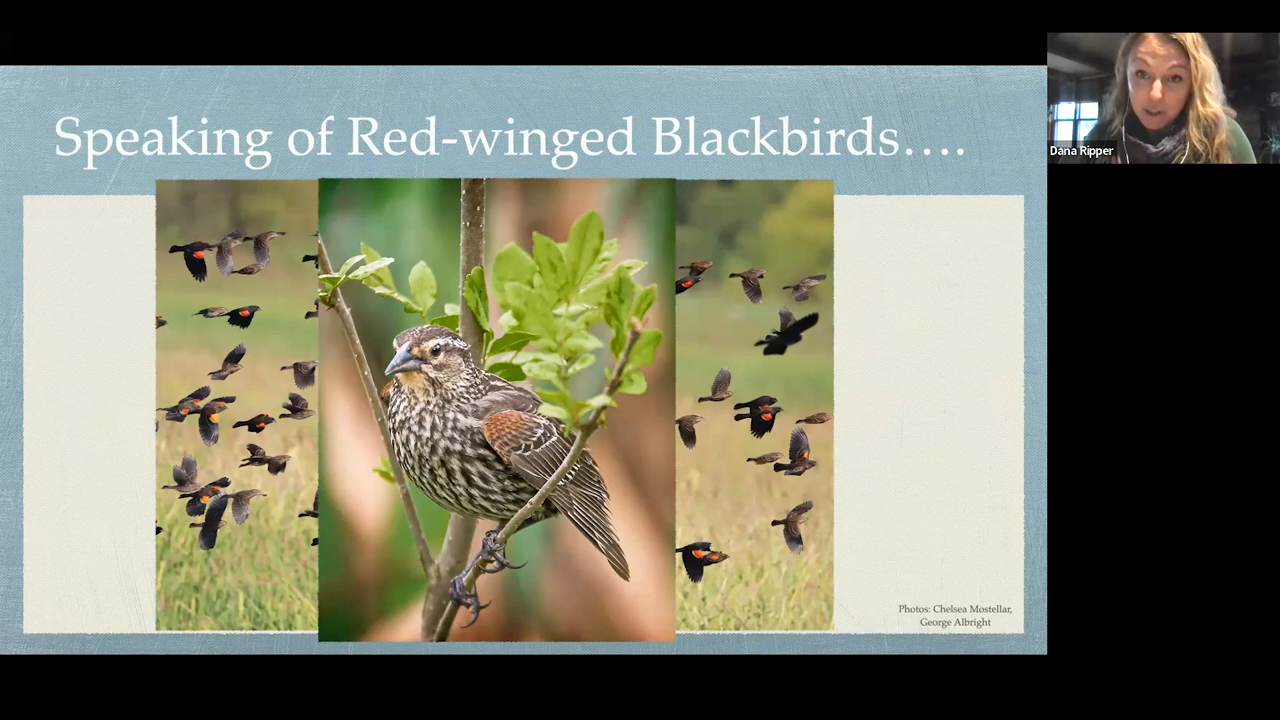 Speaking of Red-winged Blackbirds….
Dana Ripper
Photos: Chelsea Mostellar,
George Albright